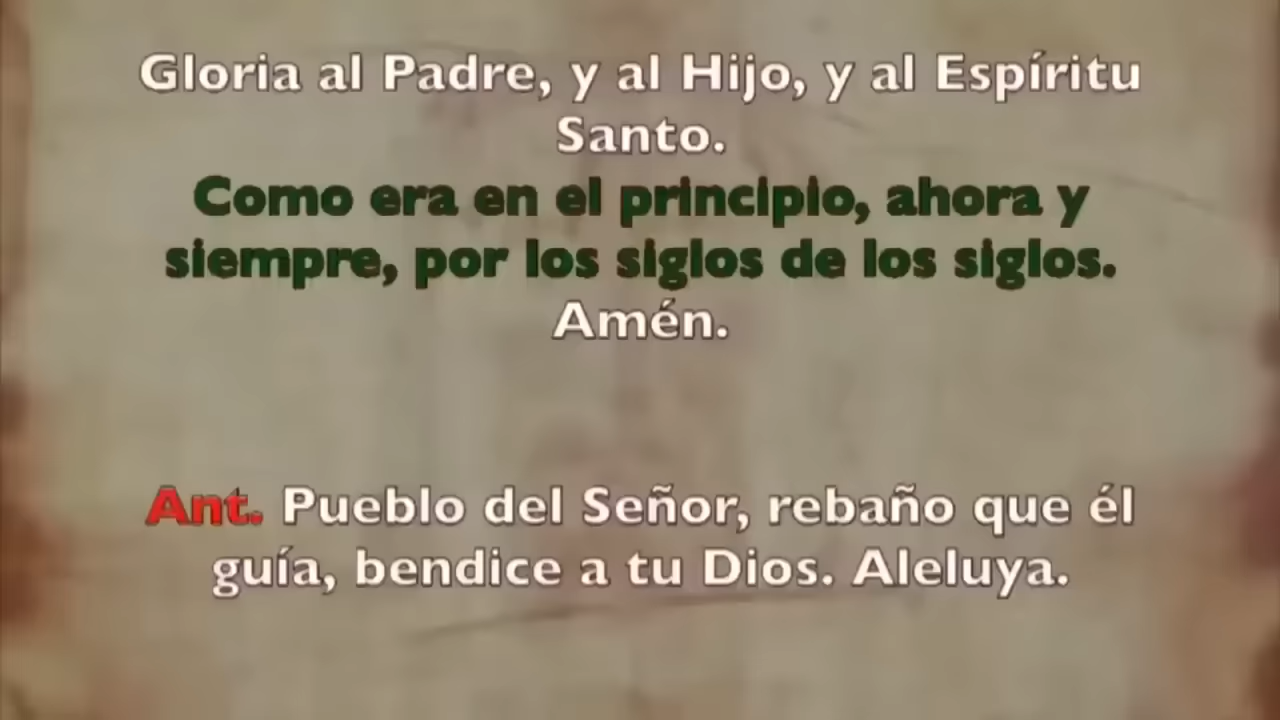 Gloria al Padre, y al Hijo, y al Espíritu
Santo.
Como era en el principio, ahora y
siempre, por los siglos de los siglos.
Amén.
Ant. Pueblo del Señor, rebaño que él
guía, bendice a tu Dios. Aleluya.